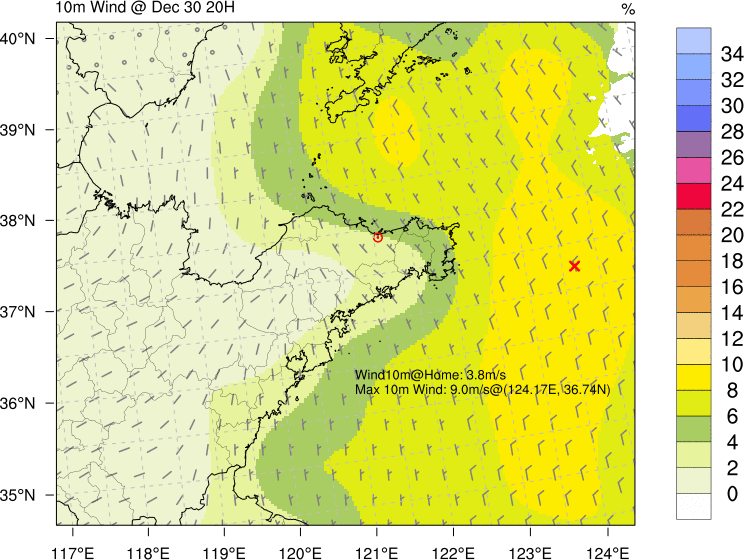 10m Wind @ Dec 30 20H
%
40°N
39°N
38°N
37°N
36°N
35°N
Wind10m@Home: 3.8m/s
Max 10m Wind: 9.0m/s@(124.17E, 36.74N)
117°E 118°E 119°E 120°E 121°E 122°E 123°E 124°E
34
32
30
28
26
24
22
20
18
16
14
12
10
8
6
4
2
0